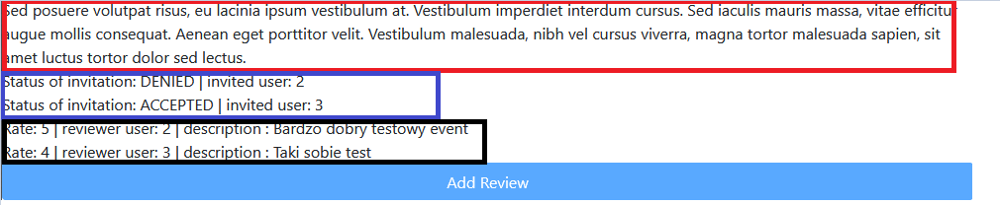 Sed posuere volutpat risus, eu lacinia ipsum vestibulum at. Vestibulum imperdiet interdum cursus. Sed iaculis mauris massa, vitae efficitur
augue mollis consequat. Aenean eget porttitor velit. Vestibulum malesuada, nibh vel cursus viverra, magna tortor malesuada sapien, sit
amet luctus tortor dolor sed lectus.
Status of invitation: DENIED | invited user: 2
Status of invitation: ACCEPTED | invited user: 3
Rate: 5 | reviewer user: 2 | description : Bardzo dobry testowy event
Rate: 4 | reviewer user: 3 | description : Taki sobie test
Add Review